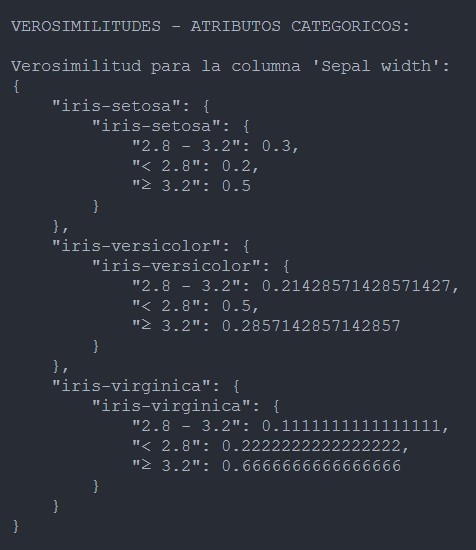 VEROSIMILITUDES - ATRIBUTOS CATEGORICOS:
Verosimilitud para la columna 'Sepal width':
{
    "iris-setosa": {
        "iris-setosa": {
            "2.8 - 3.2": 0.3,
            "< 2.8": 0.2,
            "≥ 3.2": 0.5
        }
    },
    "iris-versicolor": {
        "iris-versicolor": {
            "2.8 - 3.2": 0.21428571428571427,
            "< 2.8": 0.5,
            "≥ 3.2": 0.2857142857142857
        }
    },
    "iris-virginica": {
        "iris-virginica": {
            "2.8 - 3.2": 0.1111111111111111,
            "< 2.8": 0.2222222222222222,
            "≥ 3.2": 0.6666666666666666
        }
    }
}